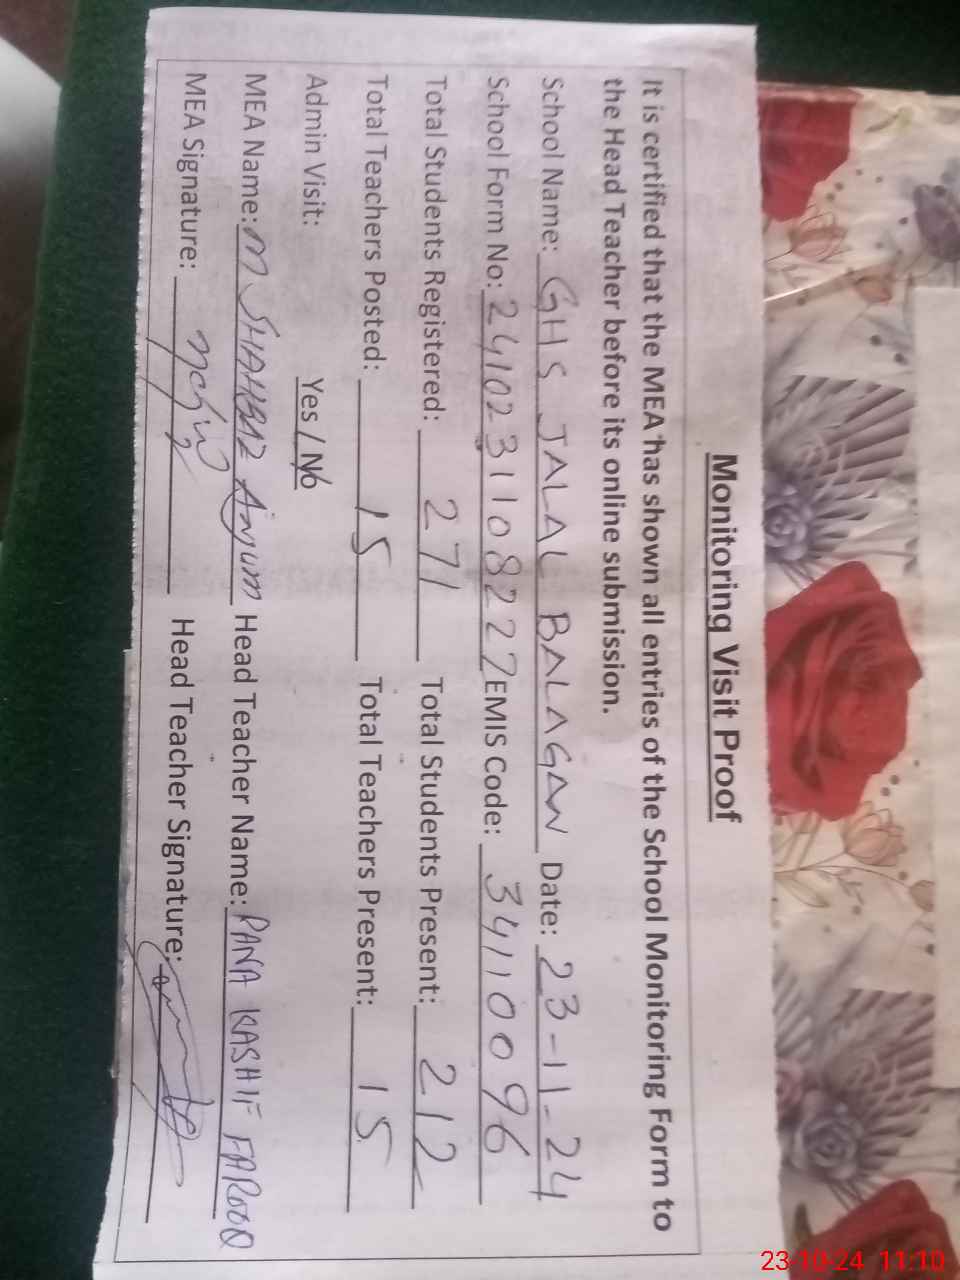 Monitoring Visit Proof
It is certified that the MEA has shown all entries of the School Monitoring Form to
the Head Teacher before its online submission.
School Name: GHS JALAL BALAGAN Date: 23-11-24
School Form No: 2410231108227 EMIS Code: 34110096
Total Students Registered: 271 Total Students Present: 212
Total Teachers Posted: 15 Total Teachers Present: 15
Admin Visit: Yes / No
MEA Name: M SHAHBAZ Anjum Head Teacher Name: RANA KASHIF FAROOQ
MEA Signature: Head Teacher Signature:
23-10-24 11:10